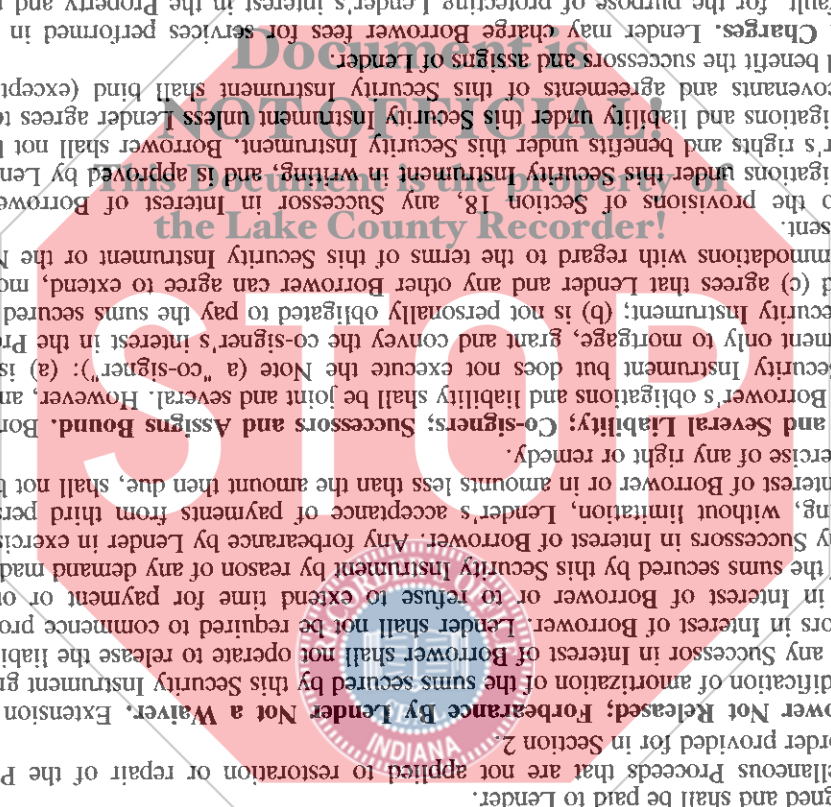 Document is
NOT OFFICIAL!
This Document is the property of
the Lake County Recorder!
STOP
RECORDER'S OFFICE
SEAL
INDIANA
gned and shall be paid to Lender.
llaneous Proceeds that are not applied to restoration or repair of the P
order provided for in Section 2.
ower Not Released; Forbearance By Lender Not a Waiver. Extension
dification of amortization of the sums secured by this Security Instrument gr
any Successor in Interest of Borrower shall not operate to release the liabil
ors in Interest of Borrower. Lender shall not be required to commence pro
in Interest of Borrower or to refuse to extend time for payment or o
the sums secured by this Security Instrument by reason of any demand mad
y Successors in Interest of Borrower. Any forbearance by Lender in exercis
ng, without limitation, Lender's acceptance of payments from third pers
nterest of Borrower or in amounts less than the amount then due, shall not b
ercise of any right or remedy.
and Several Liability; Co-signers; Successors and Assigns Bound. Bor
Borrower's obligations and liability shall be joint and several. However, an
ecurity Instrument but does not execute the Note (a "co-signer"): (a) is
ment only to mortgage, grant and convey the co-signer's interest in the Pr
ecurity Instrument; (b) is not personally obligated to pay the sums secured
d (c) agrees that Lender and any other Borrower can agree to extend, mo
mmodations with regard to the terms of this Security Instrument or the N
sent.
o the provisions of Section 18, any Successor in Interest of Borrowe
igations under this Security Instrument in writing, and is approved by Len
r's rights and benefits under this Security Instrument. Borrower shall not b
igations and liability under this Security Instrument unless Lender agrees to
covenants and agreements of this Security Instrument shall bind (except
d benefit the successors and assigns of Lender.
Charges. Lender may charge Borrower fees for services performed in
fault, for the purpose of protecting Lender's interest in the Property and